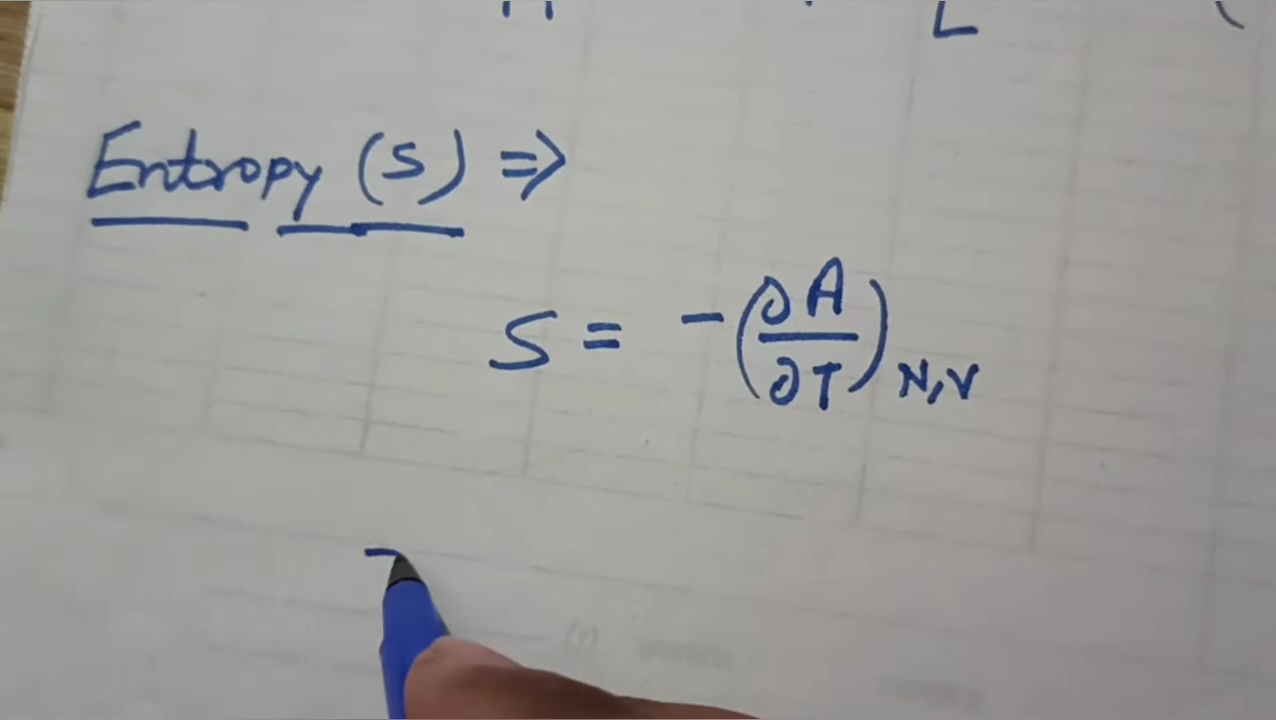 Entropy (S) ⇒
S = -(∂A/∂T)N,V